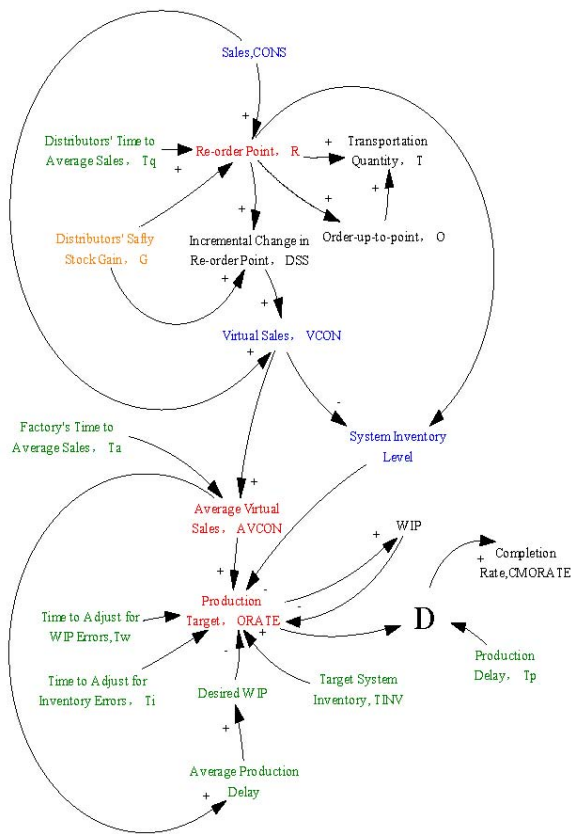 Sales,CONS
+
Distributors' Time to
Average Sales， Tq
+
Re-order Point， R
+
Transportation
Quantity， T
+
Distributors' Safty
Stock Gain， G
+
Incremental Change in
Re-order Point， DSS
+
+
Order-up-to-point， O
+
+
Virtual Sales， VCON
-
Factory's Time to
Average Sales， Ta
System Inventory
Level
+
Average Virtual
Sales， AVCON
+
WIP
+
Completion
Rate,CMORATE
+
-
Production
Target， ORATE
-
+
D
Time to Adjust for
WIP Errors,Tw
-
Production
Delay， Tp
Time to Adjust for
Inventory Errors， Ti
Desired WIP
Target System
Inventory, TINV
+
Average Production
Delay
+